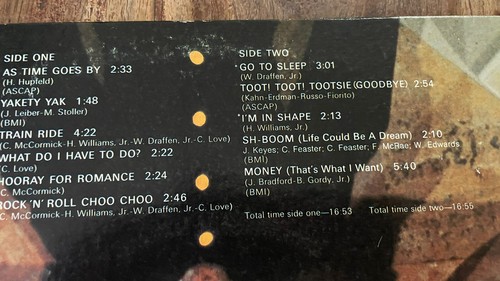 SIDE ONE
AS TIME GOES BY 2:33
(H. Hupfeld)
(ASCAP)
YAKETY YAK 1:48
(J. Leiber-M. Stoller)
(BMI)
TRAIN RIDE 4:22
(C. McCormick-H. Williams, Jr.-W. Draffen, Jr.-C. Love)
WHAT DO I HAVE TO DO? 2:22
(C. Love)
HOORAY FOR ROMANCE 2:24
(C. McCormick)
ROCK 'N' ROLL CHOO CHOO 2:46
(C. McCormick-H. Williams, Jr.-W. Draffen, Jr.-C. Love)
SIDE TWO
GO TO SLEEP 3:01
(W. Draffen, Jr.)
TOOT! TOOT! TOOTSIE (GOODBYE) 2:54
(Kahn-Erdman-Russo-Fionto)
(ASCAP)
I'M IN SHAPE 2:13
(H. Williams, Jr.)
SH-BOOM (Life Could Be A Dream) 2:10
J. Keyes; C. Feaster; C. Feaster, F. McRae; W. Edwards
(BMI)
MONEY (That's What I Want) 5:40
(J. Bradford-B. Gordy, Jr.)
(BMI)
Total time side one—16 53 Total time side two—16:55